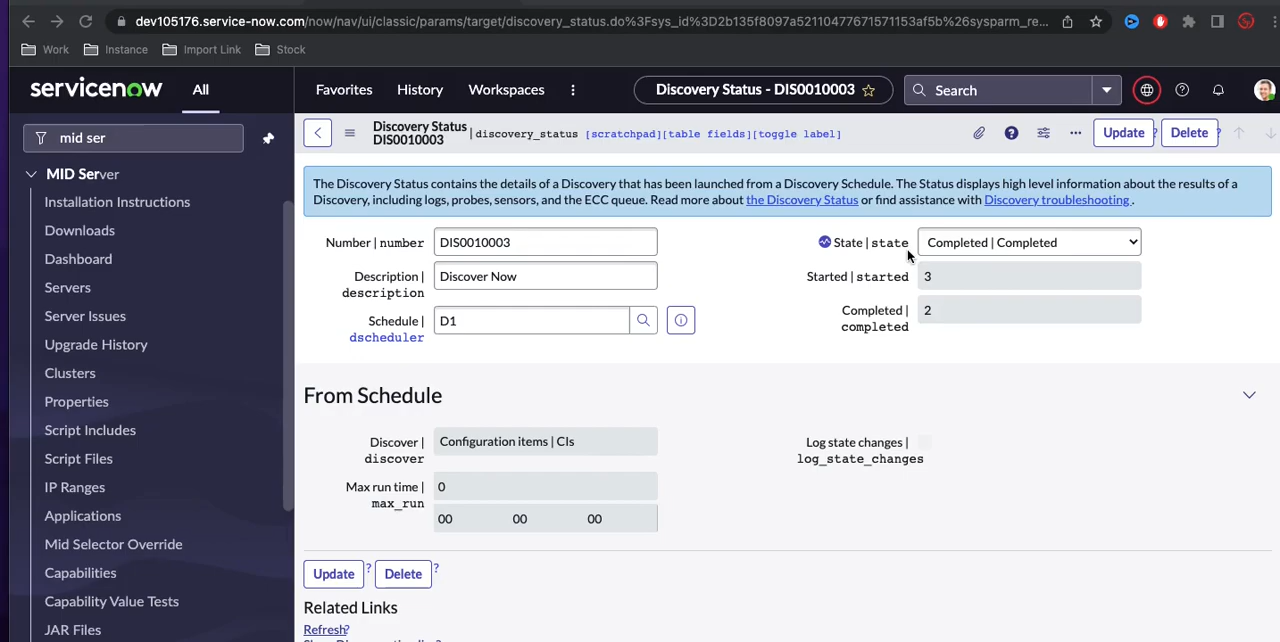 dev105176.service-now.com/now/nav/ui/classic/params/target/discovery_status.do%3Fsys_id%3D2b135f8097a52110477671571153af5b%26sysparm_re...
Work Instance Import Link Stock
servicenow All Favorites History Workspaces Discovery Status - DIS0010003 Search
mid ser
Discovery Status
DIS0010003
discovery_status [scratchpad][table fields][toggle label]
? Update ? Delete ?
MID Server
Installation Instructions
Downloads
Dashboard
Servers
Server Issues
Upgrade History
Clusters
Properties
Script Includes
Script Files
IP Ranges
Applications
Mid Selector Override
Capabilities
Capability Value Tests
JAR Files
The Discovery Status contains the details of a Discovery that has been launched from a Discovery Schedule. The Status displays high level information about the results of a
Discovery, including logs, probes, sensors, and the ECC queue. Read more about the Discovery Status or find assistance with Discovery troubleshooting .
Number | number DIS0010003
Description |
description
Discover Now
Schedule |
dscheduler
D1
State | state Completed | Completed
Started | started 3
Completed |
completed
2
From Schedule
Discover |
discover
Configuration items | CIs
Max run time |
max_run
0
00 00 00
Log state changes |
log_state_changes
Update ? Delete ?
Related Links
Refresh?